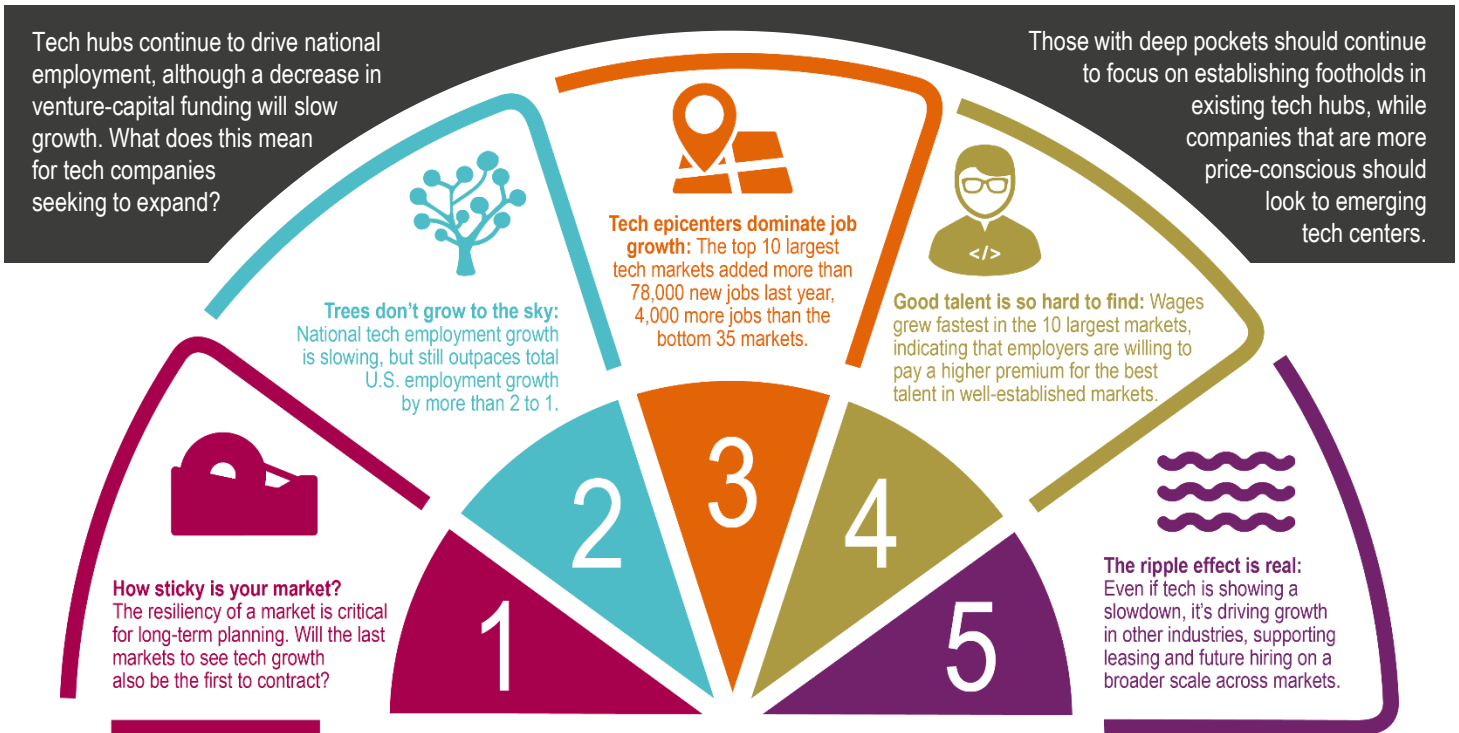 Tech hubs continue to drive national
employment, although a decrease in
venture-capital funding will slow
growth. What does this mean
for tech companies
seeking to expand?
Those with deep pockets should continue
to focus on establishing footholds in
existing tech hubs, while
companies that are more
price-conscious should
look to emerging
tech centers.
How sticky is your market?
The resiliency of a market is critical
for long-term planning. Will the last
markets to see tech growth
also be the first to contract?
1
Trees don’t grow to the sky:
National tech employment growth
is slowing, but still outpaces total
U.S. employment growth
by more than 2 to 1.
2
Tech epicenters dominate job
growth: The top 10 largest
tech markets added more than
78,000 new jobs last year,
4,000 more jobs than the
bottom 35 markets.
3
</>
Good talent is so hard to find: Wages
grew fastest in the 10 largest markets,
indicating that employers are willing to
pay a higher premium for the best
talent in well-established markets.
4
The ripple effect is real:
Even if tech is showing a
slowdown, it’s driving growth
in other industries, supporting
leasing and future hiring on a
broader scale across markets.
5